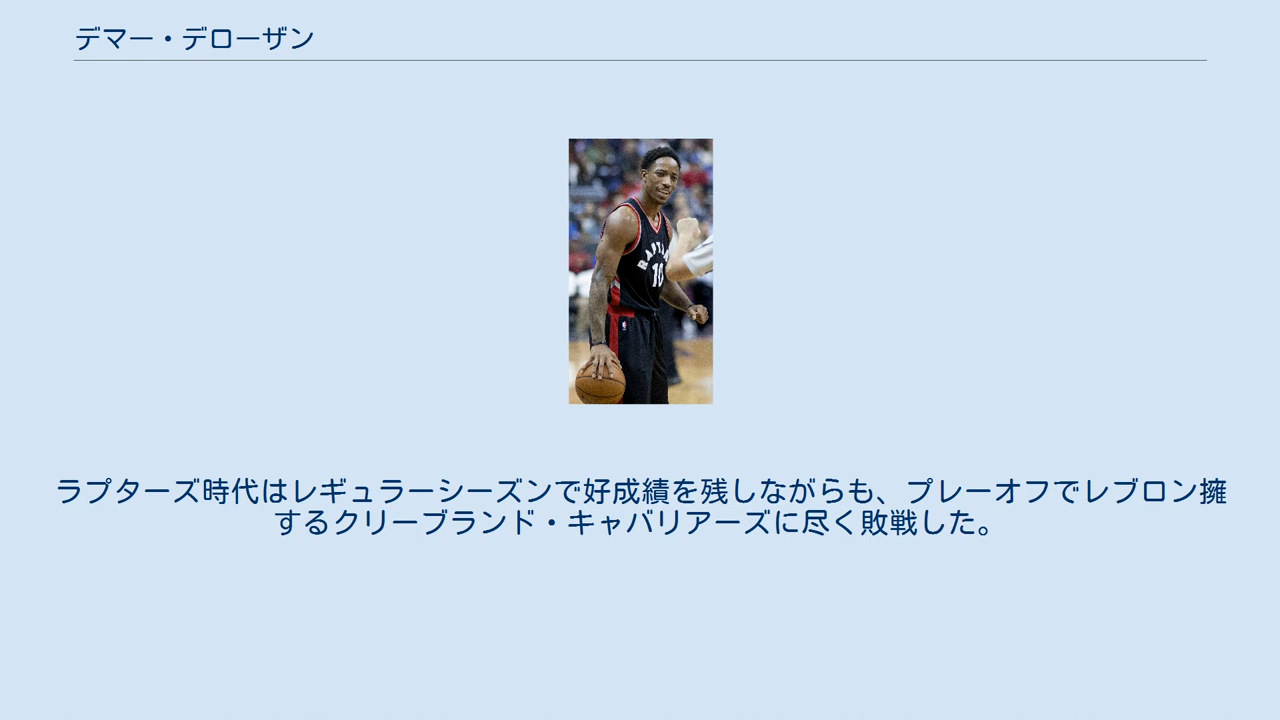 デマー・デローザン
RAPTO
10
ラプターズ時代はレギュラーシーズンで好成績を残しながらも、プレーオフでレブロン擁
するクリーブランド・キャバリアーズに尽く敗戦した。